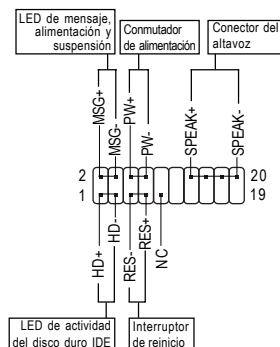 LED de mensaje,
alimentación y
suspensión
Conmutador
de alimentación
Conector del
altavoz
MSG+
MSG-
PW+
PW-
SPEAK+
SPEAK-
2
20
1
19
HD+
HD-
RES-
RES+
NC
LED de actividad
del disco duro IDE
Interruptor
de reinicio